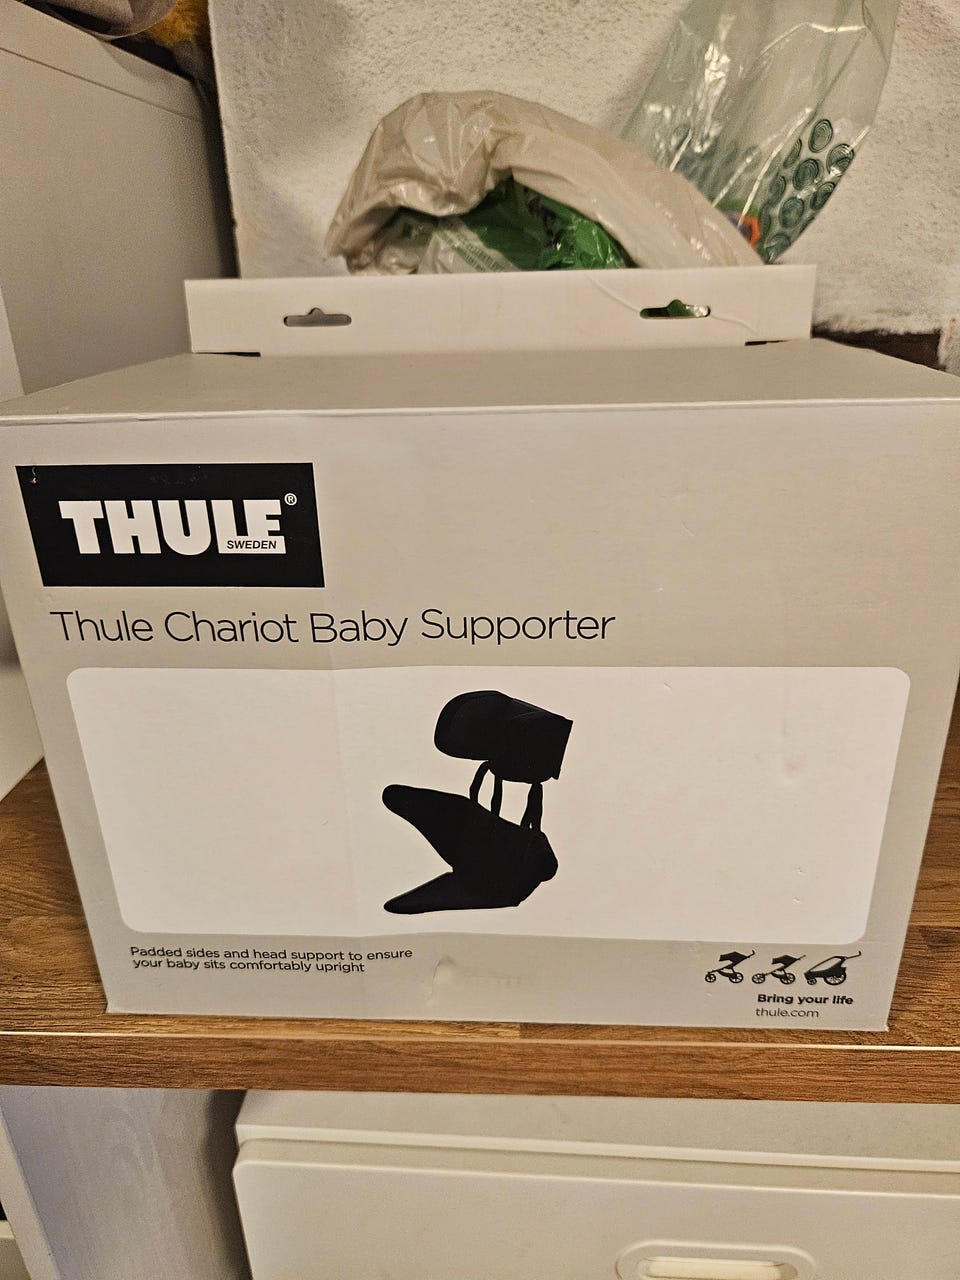 THULE®
SWEDEN
Thule Chariot Baby Supporter
Padded sides and head support to ensure
your baby sits comfortably upright
Bring your life
thule.com